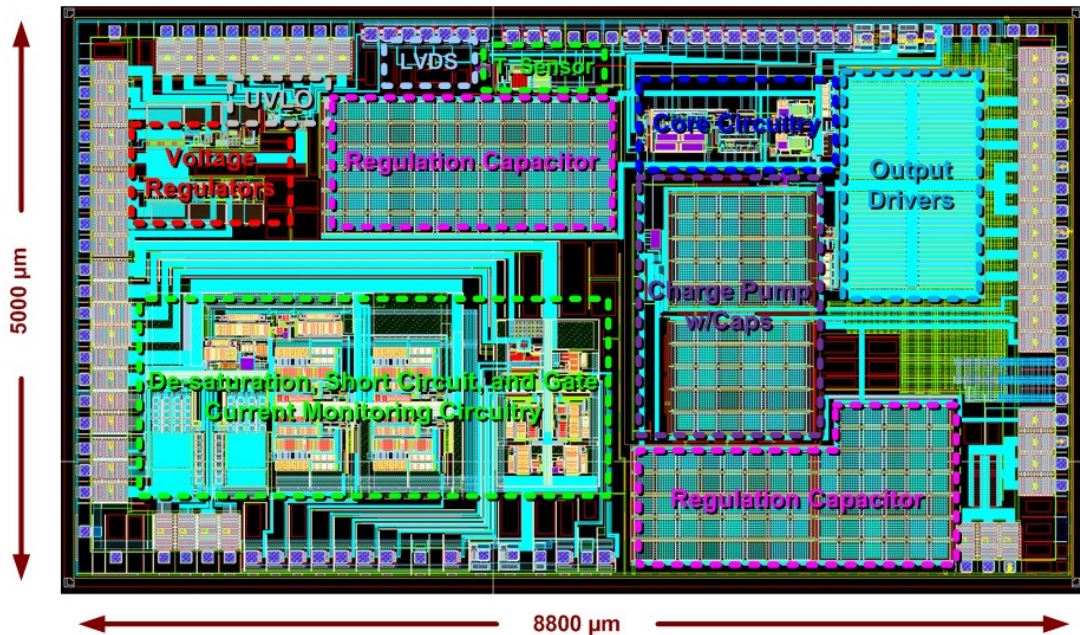 LVDS
T. Sensor
UVLO
Core Circuitry
Voltage
Regulators
Regulation Capacitor
Output
Drivers
5000 µm
Charge Pump
w/Caps
De-saturation, Short Circuit, and Gate
Current Monitoring Circuitry
Regulation Capacitor
8800 µm